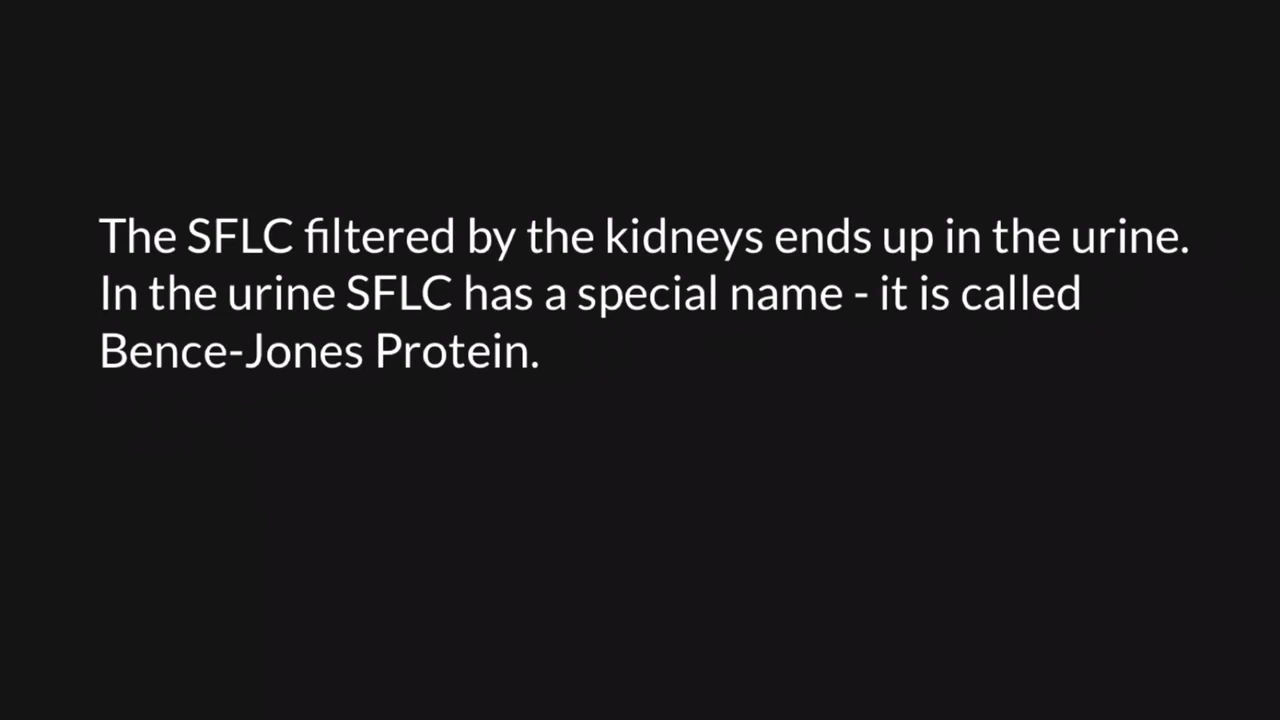 The SFLC filtered by the kidneys ends up in the urine.
In the urine SFLC has a special name - it is called
Bence-Jones Protein.